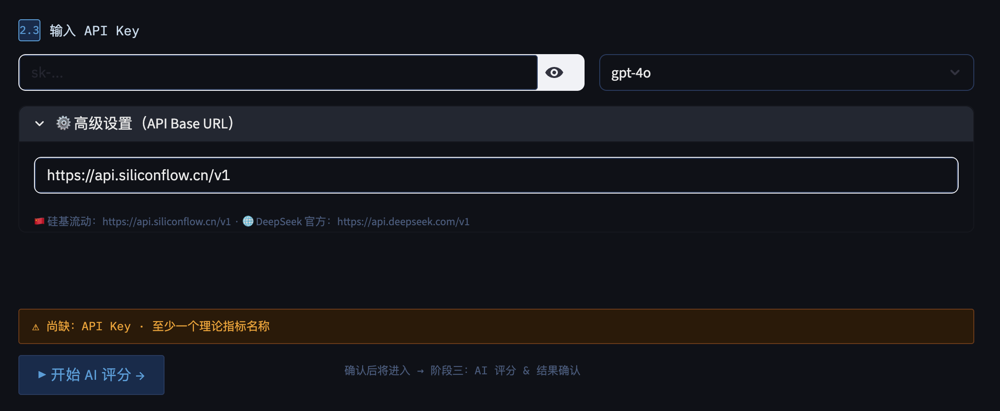 2.3 输入 API Key
sk-...
gpt-4o
⚙️ 高级设置（API Base URL）
https://api.siliconflow.cn/v1
🇨🇳 硅基流动：https://api.siliconflow.cn/v1 · 🌐 DeepSeek 官方：https://api.deepseek.com/v1
⚠ 尚缺：API Key · 至少一个理论指标名称
▶ 开始 AI 评分 →
确认后将进入 → 阶段三：AI 评分 & 结果确认